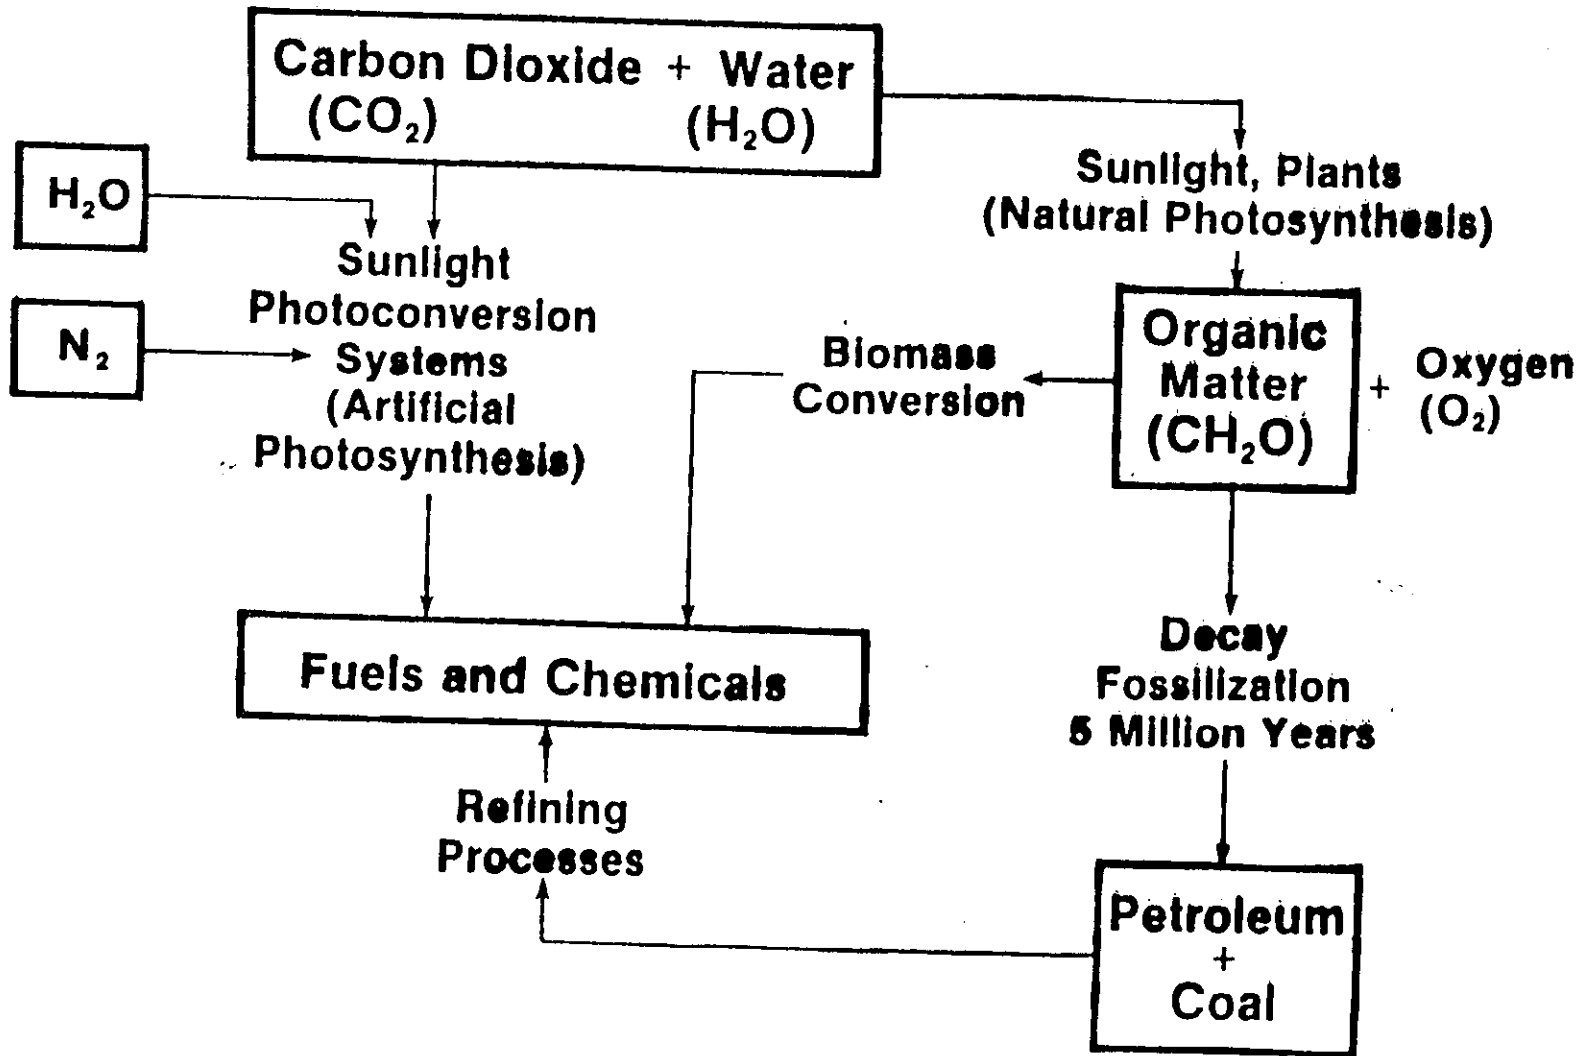 Carbon Dioxide + Water
(CO₂) (H₂O)
H₂O
N₂
Sunlight
Photoconversion
Systems
(Artificial
Photosynthesis)
Sunlight, Plants
(Natural Photosynthesis)
Organic
Matter
(CH₂O)
+ Oxygen
(O₂)
Biomass
Conversion
Fuels and Chemicals
Decay
Fossilization
5 Million Years
Refining
Processes
Petroleum
+
Coal